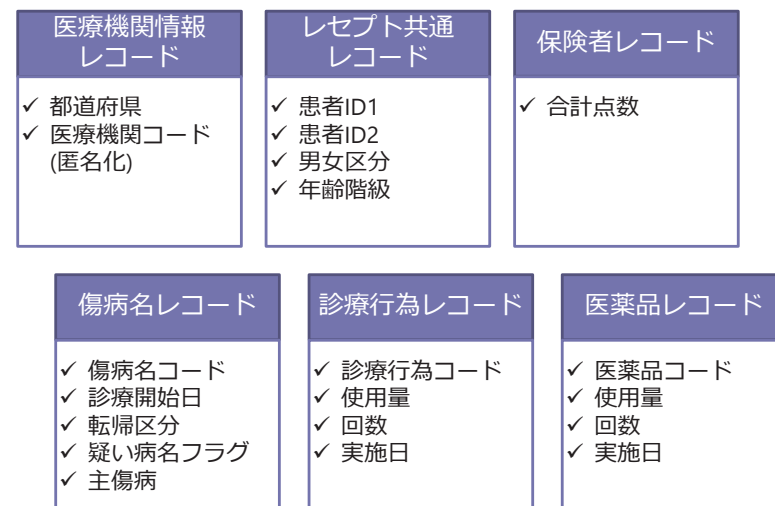 医療機関情報
レコード
✓ 都道府県
✓ 医療機関コード
(匿名化)
レセプト共通
レコード
✓ 患者ID1
✓ 患者ID2
✓ 男女区分
✓ 年齢階級
保険者レコード
✓ 合計点数
傷病名レコード
✓ 傷病名コード
✓ 診療開始日
✓ 転帰区分
✓ 疑い病名フラグ
✓ 主傷病
診療行為レコード
✓ 診療行為コード
✓ 使用量
✓ 回数
✓ 実施日
医薬品レコード
✓ 医薬品コード
✓ 使用量
✓ 回数
✓ 実施日